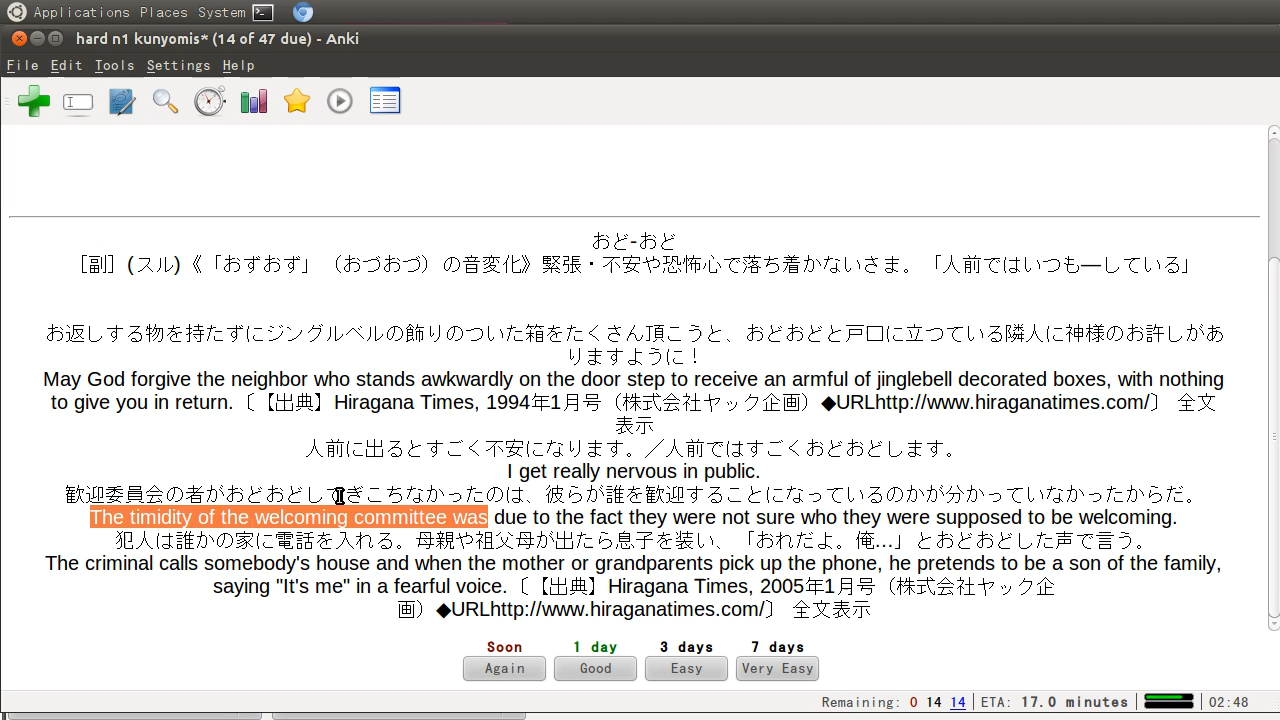 Applications Places System
hard n1 kunyomis* (14 of 47 due) - Anki
File Edit Tools Settings Help
おど-おど
［副］(スル)《「おずおず」（おづおづ）の音変化》緊張・不安や恐怖心で落ち着かないさま。「人前ではいつも―している」
お返しする物を持たずにジングルベルの飾りのついた箱をたくさん頂こうと、おどおどと戸口に立つている隣人に神様のお許しがあ
りますように！
May God forgive the neighbor who stands awkwardly on the door step to receive an armful of jinglebell decorated boxes, with nothing
to give you in return.〔【出典】Hiragana Times, 1994年1月号（株式会社ヤック企画）◆URLhttp://www.hiraganatimes.com/〕 全文
表示
人前に出るとすごく不安になります。／人前ではすごくおどおどします。
I get really nervous in public.
歓迎委員会の者がおどおどしてぎこちなかったのは、彼らが誰を歓迎することになっているのかが分かっていなかったからだ。
The timidity of the welcoming committee was due to the fact they were not sure who they were supposed to be welcoming.
犯人は誰かの家に電話を入れる。母親や祖父母が出たら息子を装い、「おれだよ。俺…」とおどおどした声で言う。
The criminal calls somebody's house and when the mother or grandparents pick up the phone, he pretends to be a son of the family,
saying "It's me" in a fearful voice.〔【出典】Hiragana Times, 2005年1月号（株式会社ヤック企
画）◆URLhttp://www.hiraganatimes.com/〕 全文表示
Soon 1 day 3 days 7 days
Again Good Easy Very Easy
Remaining: 0 14 14 ETA: 17.0 minutes 02:48